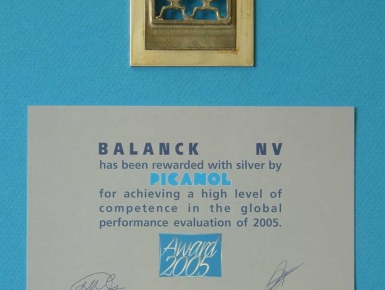 BALANCK NV
has been rewarded with silver by
PICANOL
for achieving a high level of
competence in the global
performance evaluation of 2005.
Award
2005